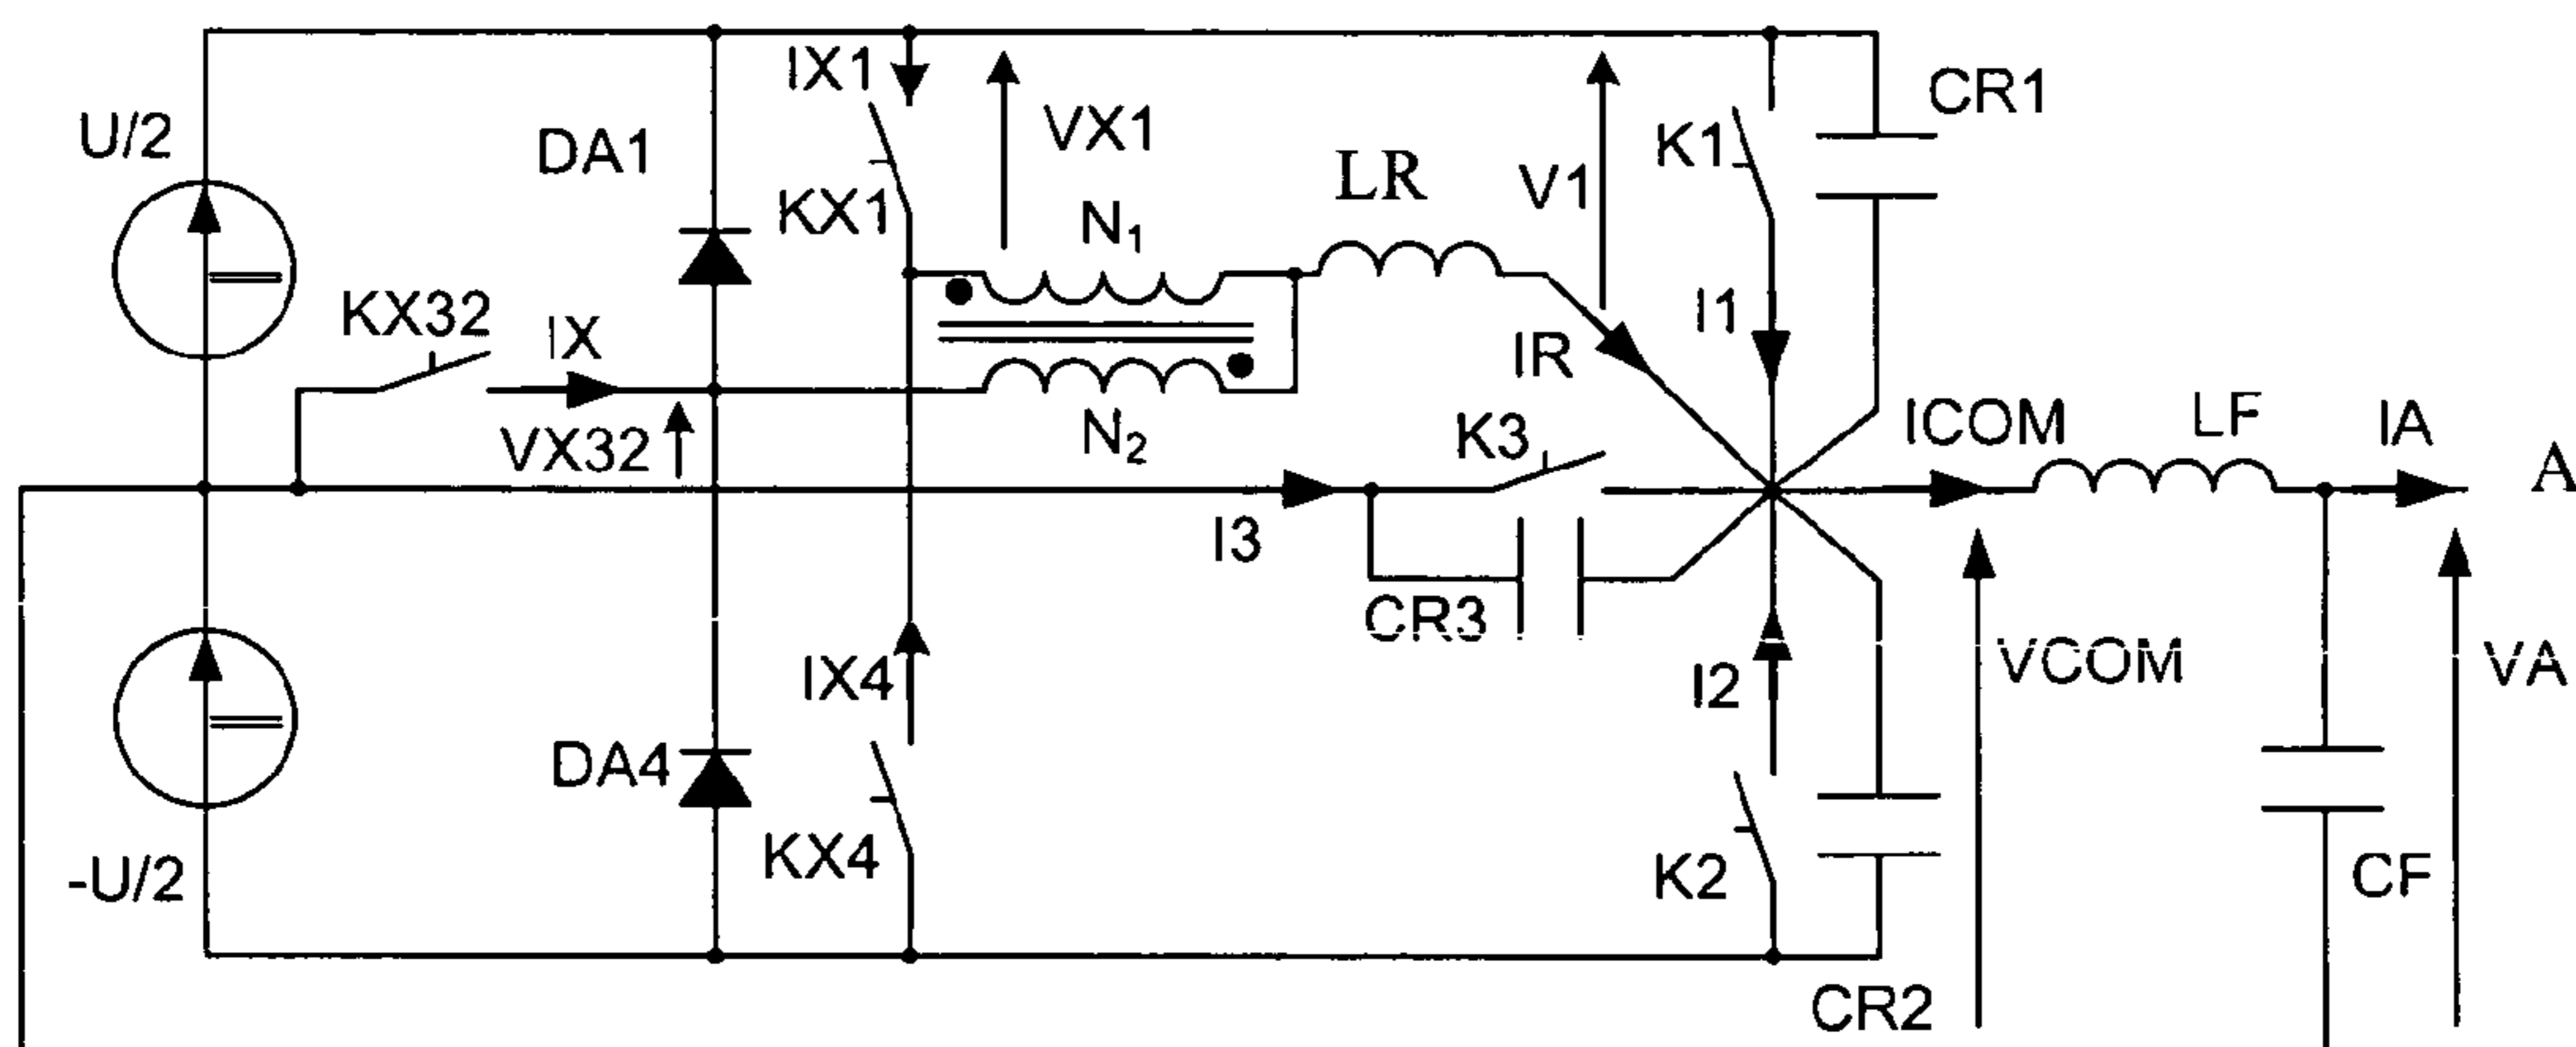 U/2
DA1
IX1
KX1
VX1
N₁
LR
V1
K1
CR1
KX32
IX
VX32
N₂
IR
I1
K3
ICOM
LF
IA
A
I3
CR3
IX4
I2
VCOM
VA
DA4
KX4
K2
-U/2
CF
CR2